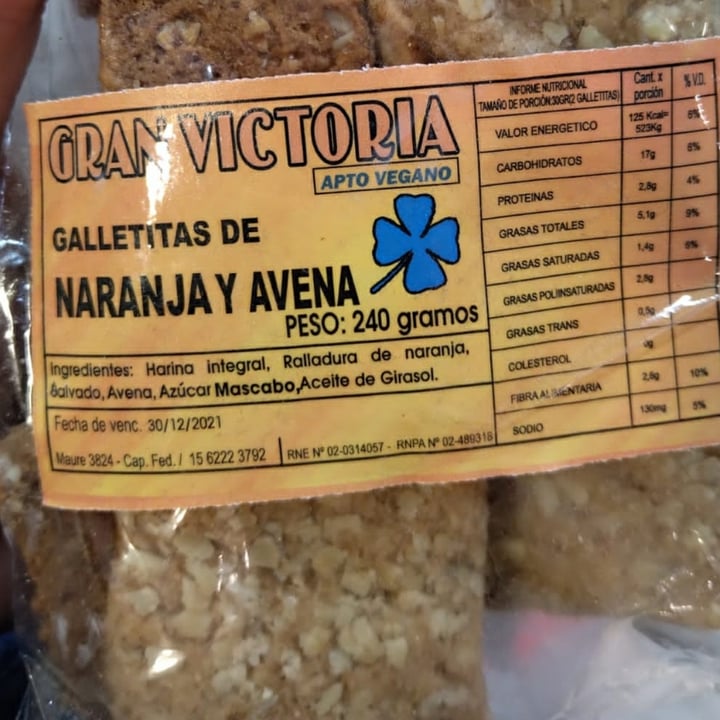 GRAN VICTORIA
APTO VEGANO
GALLETITAS DE
NARANJA Y AVENA
PESO: 240 gramos
Ingredientes: Harina integral, Ralladura de naranja,
Salvado, Avena, Azúcar Mascabo, Aceite de Girasol.
Fecha de venc. 30/12/2021
Maure 3824 - Cap. Fed. / 15 6222 3792
RNE Nº 02-0314057 - RNPA Nº 02-489318
INFORME NUTRICIONAL
TAMAÑO DE PORCIÓN:30GR(2 GALLETITAS)
Cant. x
porción
% V.D.
VALOR ENERGETICO
125 Kcal=
523Kg
6%
CARBOHIDRATOS
17g
6%
PROTEINAS
2,8g
4%
GRASAS TOTALES
5,1g
9%
GRASAS SATURADAS
1,4g
6%
GRASAS POLIINSATURADAS
2,8g
GRASAS TRANS
0,5g
COLESTEROL
0g
FIBRA ALIMENTARIA
2,6g
10%
SODIO
130mg
5%